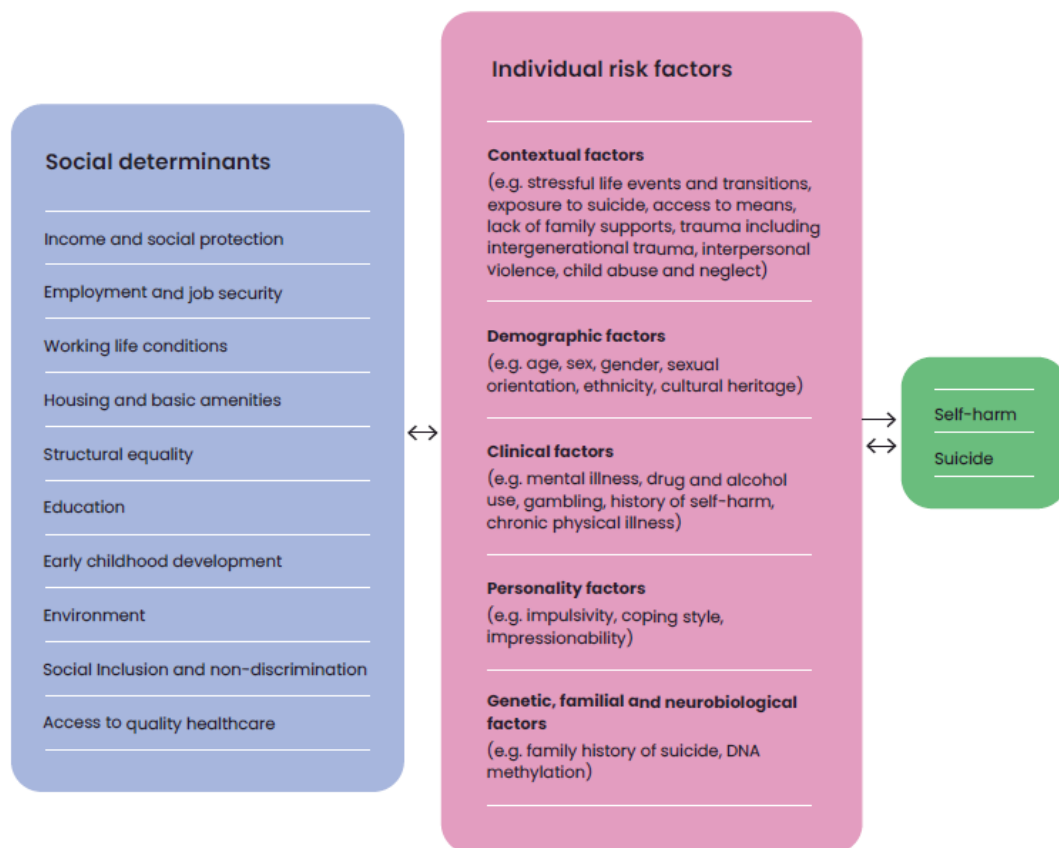 Social determinants
Income and social protection
Employment and job security
Working life conditions
Housing and basic amenities
Structural equality
Education
Early childhood development
Environment
Social Inclusion and non-discrimination
Access to quality healthcare
Individual risk factors
Contextual factors
(e.g. stressful life events and transitions,
exposure to suicide, access to means,
lack of family supports, trauma including
intergenerational trauma, interpersonal
violence, child abuse and neglect)
Demographic factors
(e.g. age, sex, gender, sexual
orientation, ethnicity, cultural heritage)
Clinical factors
(e.g. mental illness, drug and alcohol
use, gambling, history of self-harm,
chronic physical illness)
Personality factors
(e.g. impulsivity, coping style,
impressionability)
Genetic, familial and neurobiological
factors
(e.g. family history of suicide, DNA
methylation)
Self-harm
Suicide